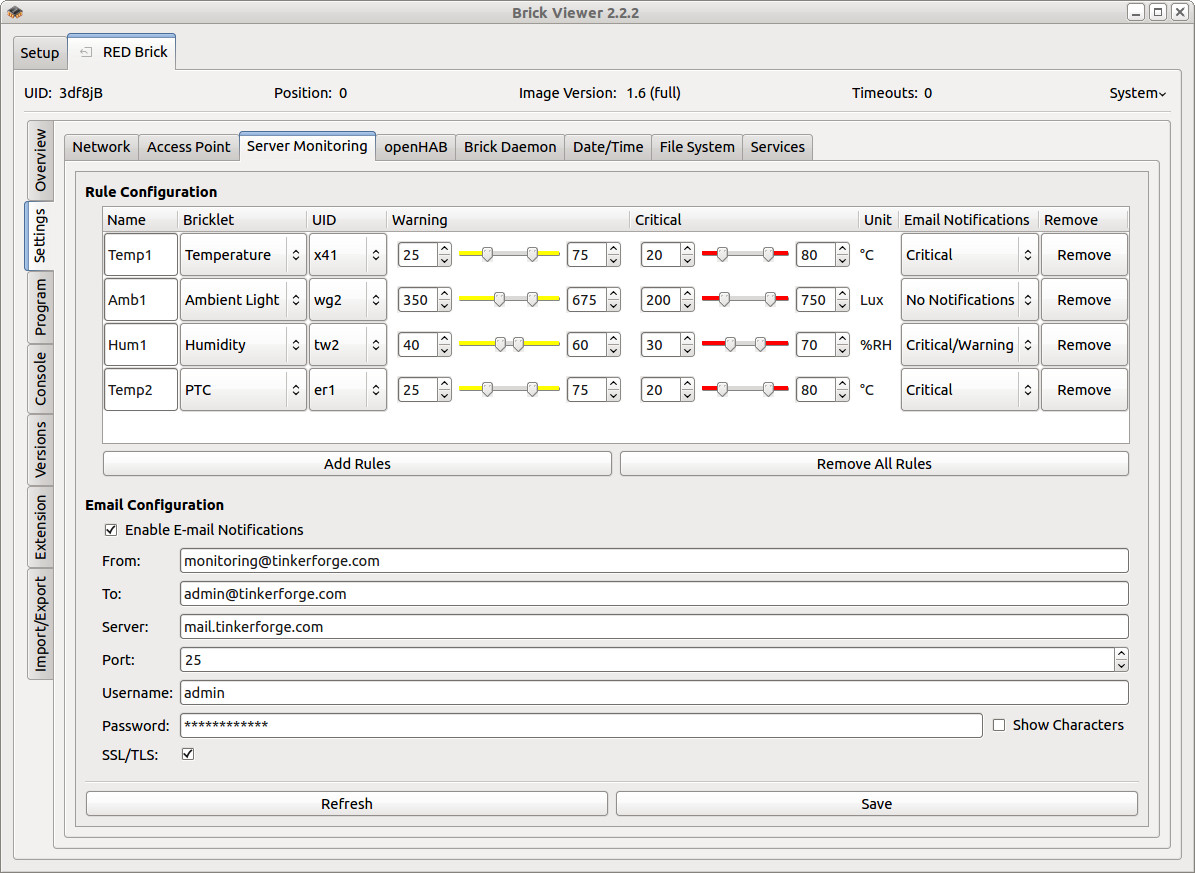 Brick Viewer 2.2.2
Setup RED Brick
UID: 3df8jB Position: 0 Image Version: 1.6 (full) Timeouts: 0 System
Overview
Settings
Program
Console
Versions
Extension
Import/Export
Network Access Point Server Monitoring openHAB Brick Daemon Date/Time File System Services
Rule Configuration
Name Bricklet UID Warning Critical Unit Email Notifications Remove
Temp1 Temperature x41 25 75 20 80 °C Critical Remove
Amb1 Ambient Light wg2 350 675 200 750 Lux No Notifications Remove
Hum1 Humidity tw2 40 60 30 70 %RH Critical/Warning Remove
Temp2 PTC er1 25 75 20 80 °C Critical Remove
Add Rules Remove All Rules
Email Configuration
Enable E-mail Notifications
From: monitoring@tinkerforge.com
To: admin@tinkerforge.com
Server: mail.tinkerforge.com
Port: 25
Username: admin
Password: ************ Show Characters
SSL/TLS:
Refresh Save